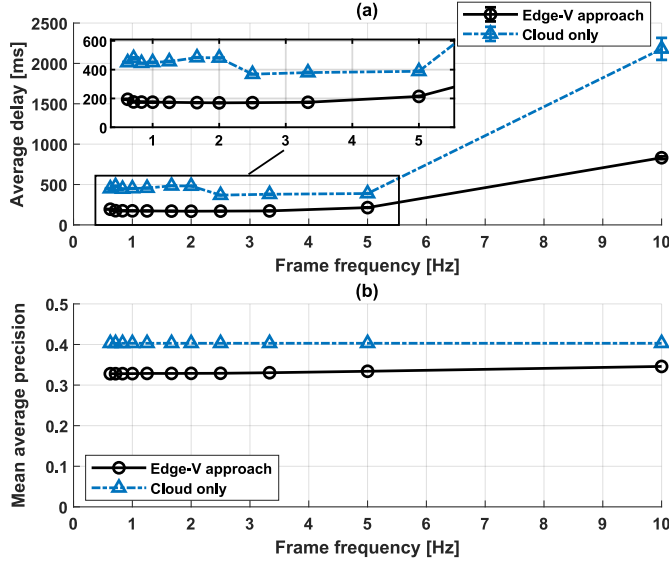 (a)
Edge-V approach
Cloud only
Average delay [ms]
2500
2000
1500
1000
500
0
600
400
200
0
1 2 3 4 5
0 1 2 3 4 5 6 7 8 9 10
Frame frequency [Hz]
(b)
Mean average precision
0.5
0.4
0.3
0.2
0.1
0
Edge-V approach
Cloud only
0 1 2 3 4 5 6 7 8 9 10
Frame frequency [Hz]